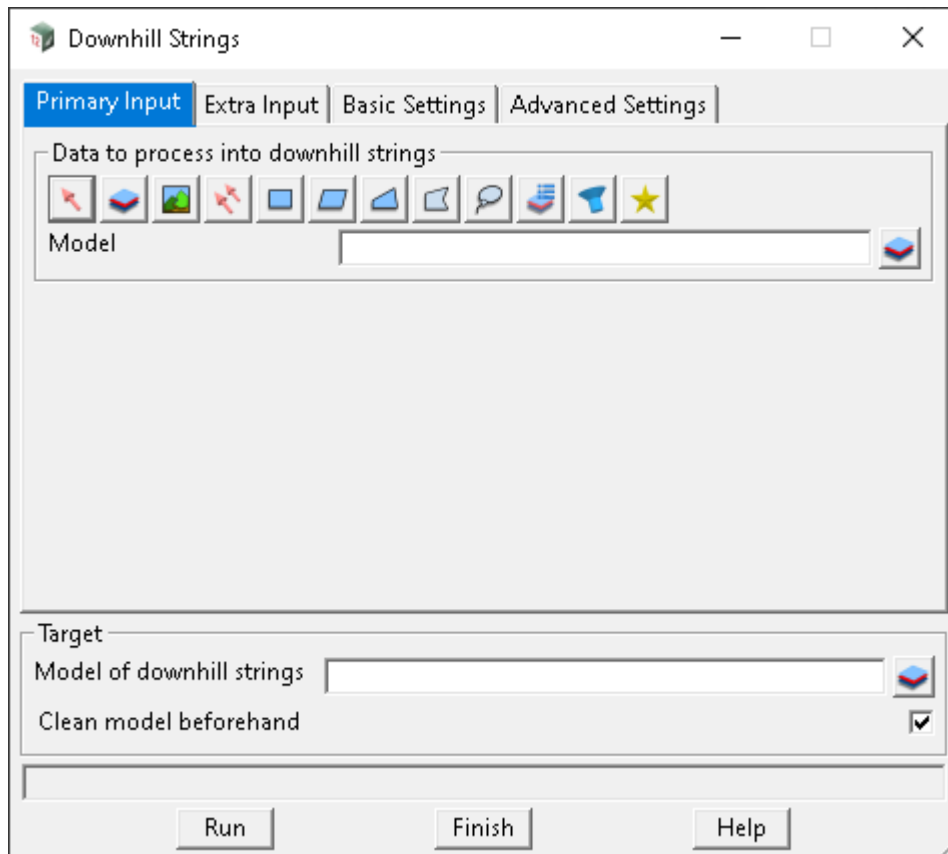 Downhill Strings
Primary Input Extra Input Basic Settings Advanced Settings
Data to process into downhill strings
Model
Target
Model of downhill strings
Clean model beforehand
Run Finish Help